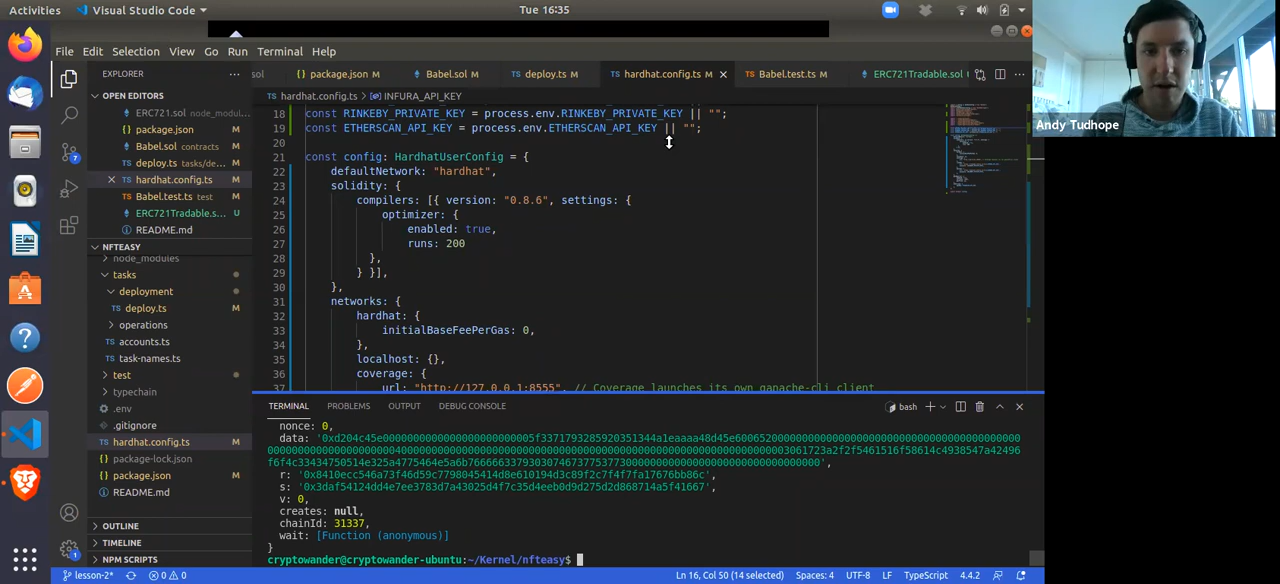 Activities
Visual Studio Code
Tue 16:35
File Edit Selection View Go Run Terminal Help
Andy Tudhope
EXPLORER
OPEN EDITORS
ERC721.sol node_modul...
package.json M
Babel.sol contracts M
deploy.ts tasks/de... M
hardhat.config.ts M
Babel.test.ts test M
ERC721Tradable.s... U
README.md
NFTEASY
node_modules
tasks
deployment
deploy.ts M
operations
accounts.ts
task-names.ts
test
typechain
.env
.gitignore
hardhat.config.ts M
package-lock.json
package.json M
README.md
OUTLINE
TIMELINE
NPM SCRIPTS
sol
package.json M
Babel.sol M
deploy.ts M
hardhat.config.ts M
Babel.test.ts M
ERC721Tradable.sol U
hardhat.config.ts > INFURA_API_KEY
18 const RINKEBY_PRIVATE_KEY = process.env.RINKEBY_PRIVATE_KEY || "";
19 const ETHERSCAN_API_KEY = process.env.ETHERSCAN_API_KEY || "";
20
21 const config: HardhatUserConfig = {
22 defaultNetwork: "hardhat",
23 solidity: {
24 compilers: [{ version: "0.8.6", settings: {
25 optimizer: {
26 enabled: true,
27 runs: 200
28 },
29 } }],
30 },
31 networks: {
32 hardhat: {
33 initialBaseFeePerGas: 0,
34 },
35 localhost: {},
36 coverage: {
37 url: "http://127.0.0.1:8555", // Coverage launches its own ganache-cli client
TERMINAL PROBLEMS OUTPUT DEBUG CONSOLE
bash
nonce: 0,
data:
r:
s:
v: 0,
creates: null,
chainId: 31337,
wait: [Function (anonymous)]
}
cryptowander@cryptowander-ubuntu:~/Kernel/nfteasy$
lesson-2* 0 0 Ln 16, Col 50 (14 selected) Spaces: 4 UTF-8 LF TypeScript 4.4.2